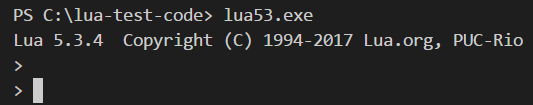 PS C:\lua-test-code> lua53.exe
Lua 5.3.4  Copyright (C) 1994-2017 Lua.org, PUC-Rio
>
>